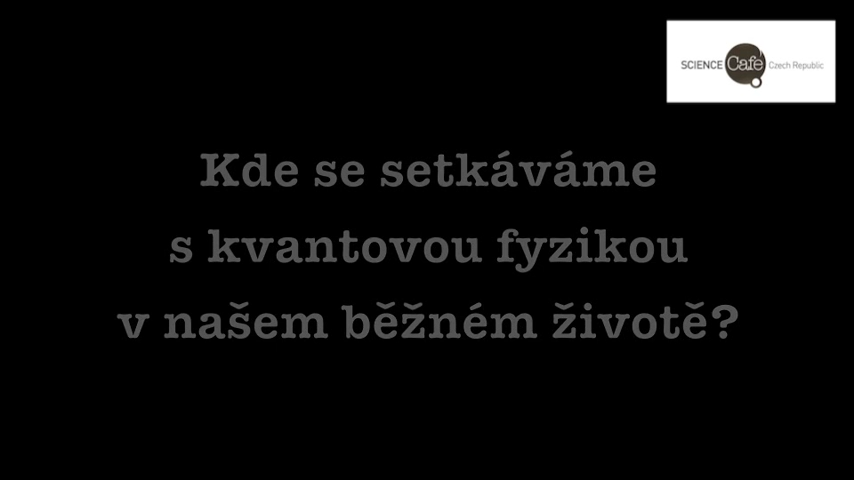 SCIENCE Café Czech Republic
Kde se setkáváme
s kvantovou fyzikou
v našem běžném životě?